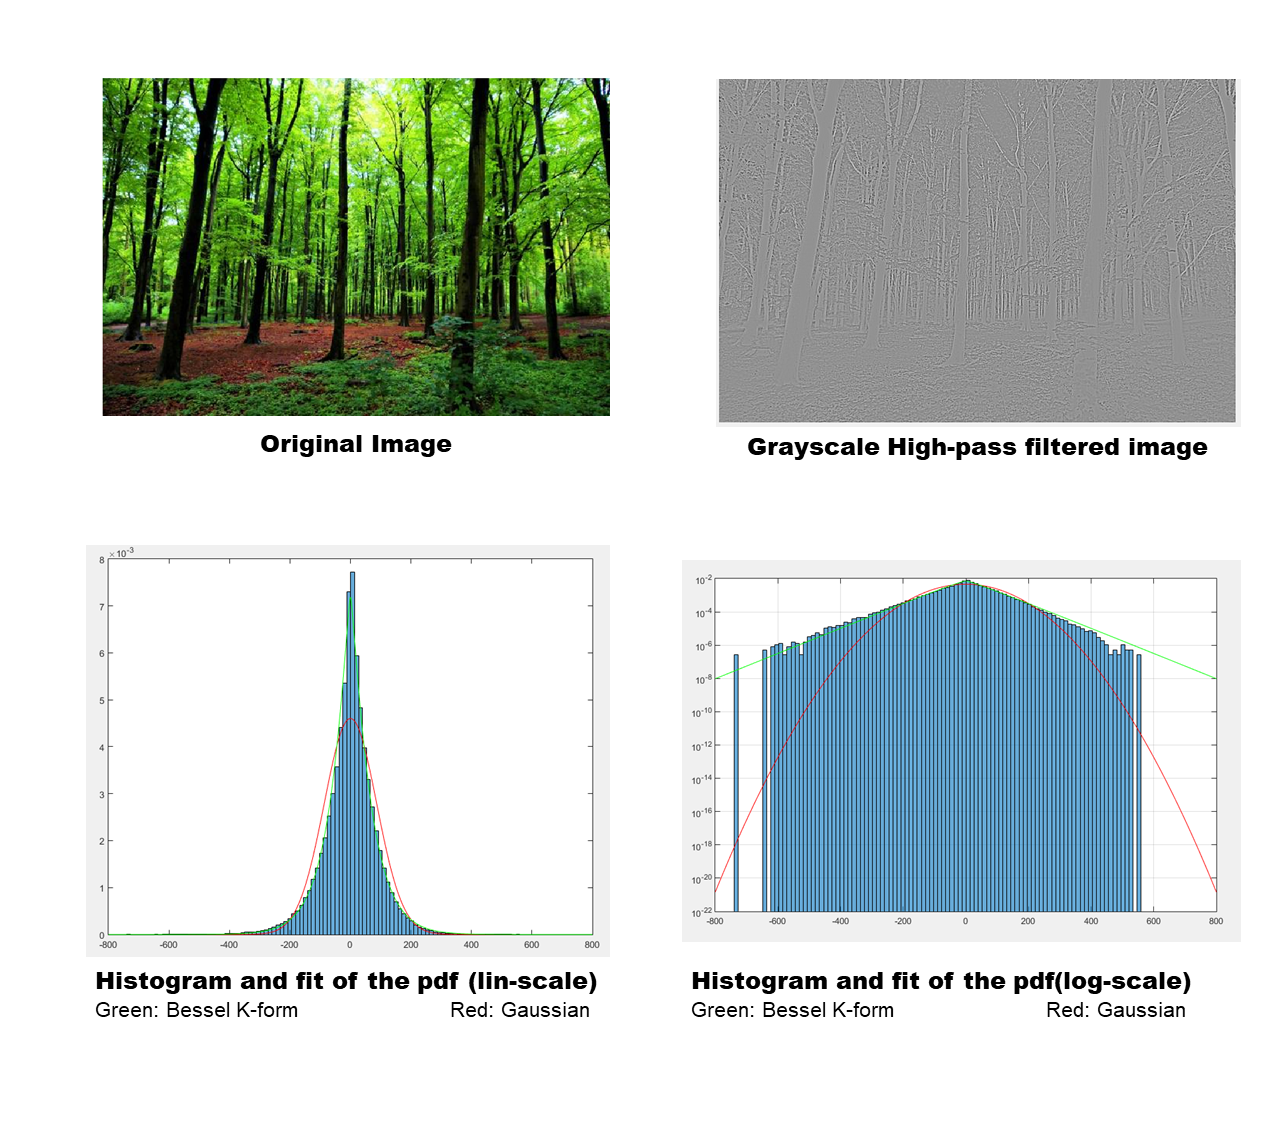 Original Image
Grayscale High-pass filtered image
×10-3
8
7
6
5
4
3
2
1
0
-800 -600 -400 -200 0 200 400 600 800
10-2
10-4
10-6
10-8
10-10
10-12
10-14
10-16
10-18
10-20
10-22
-800 -600 -400 -200 0 200 400 600 800
Histogram and fit of the pdf (lin-scale)
Green: Bessel K-form Red: Gaussian
Histogram and fit of the pdf(log-scale)
Green: Bessel K-form Red: Gaussian